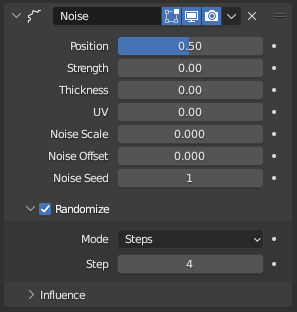 Noise
Position 0.50
Strength 0.00
Thickness 0.00
UV 0.00
Noise Scale 0.000
Noise Offset 0.000
Noise Seed 1
Randomize
Mode Steps
Step 4
Influence